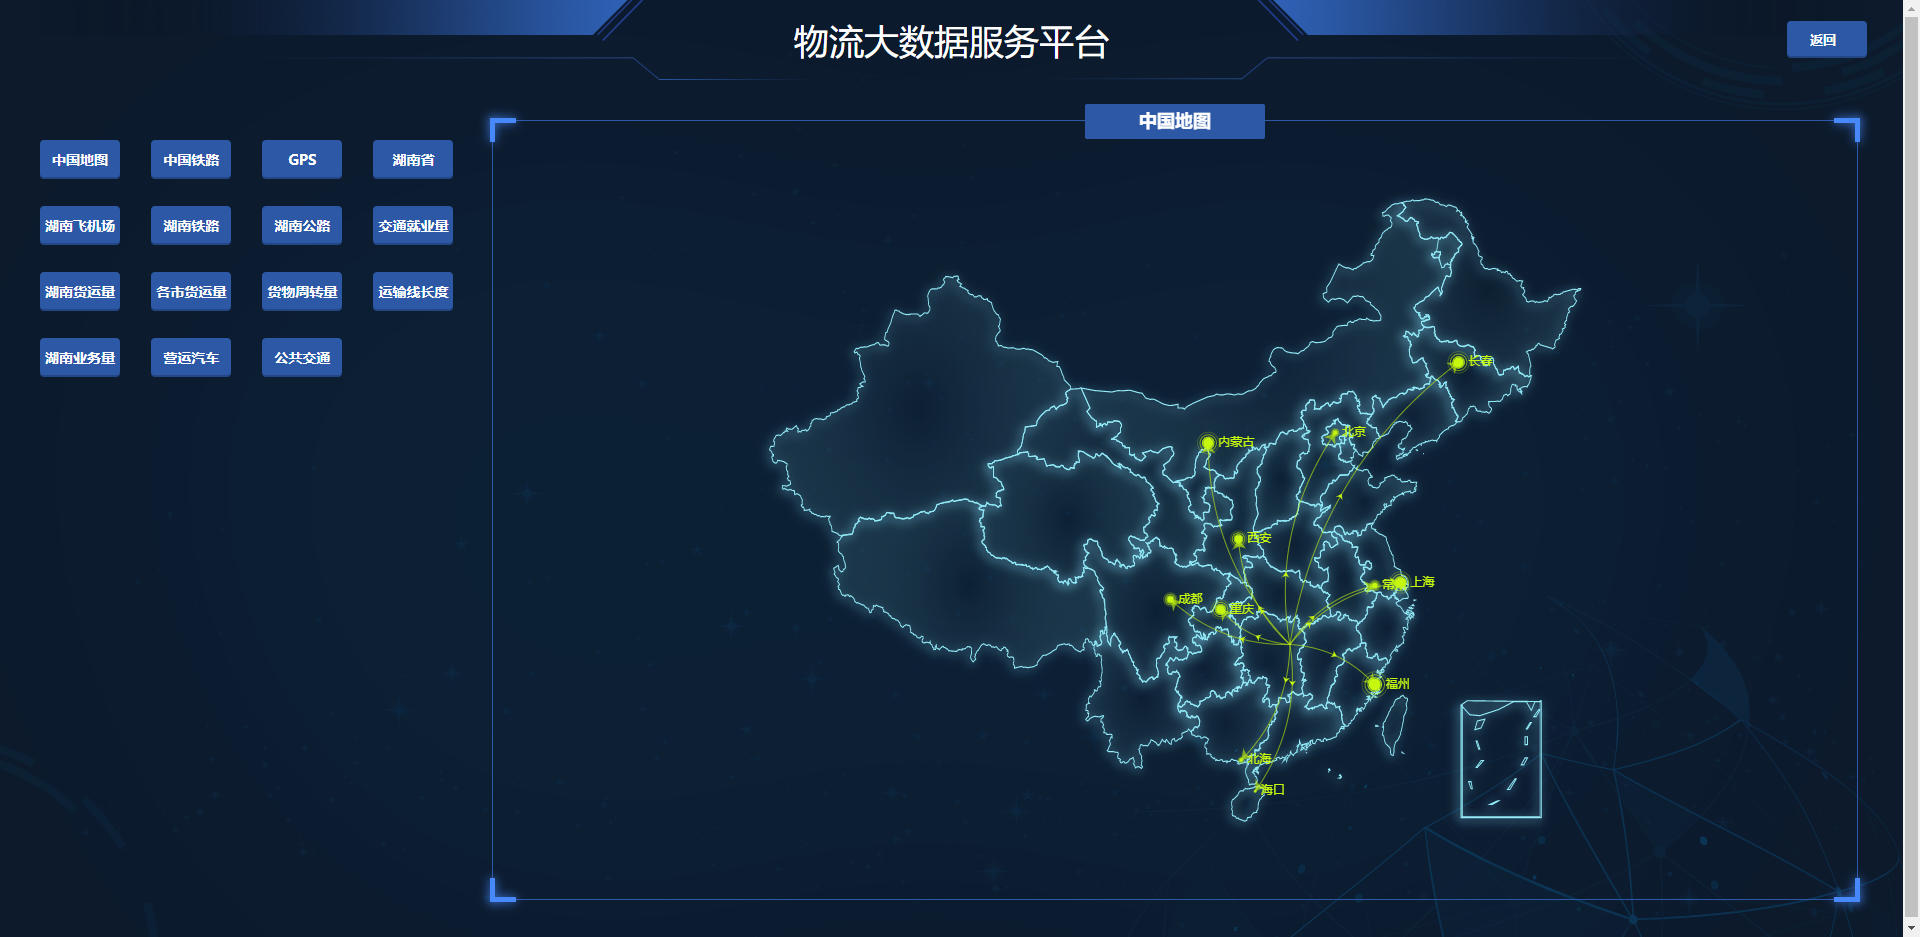 物流大数据服务平台
返回
中国地图
中国地图
中国铁路
GPS
湖南省
湖南飞机场
湖南铁路
湖南公路
交通就业量
湖南货运量
各市货运量
货物周转量
运输线长度
湖南业务量
营运汽车
公共交通
长春
北京
内蒙古
西安
上海
常
成都
重庆
福州
北海
海口